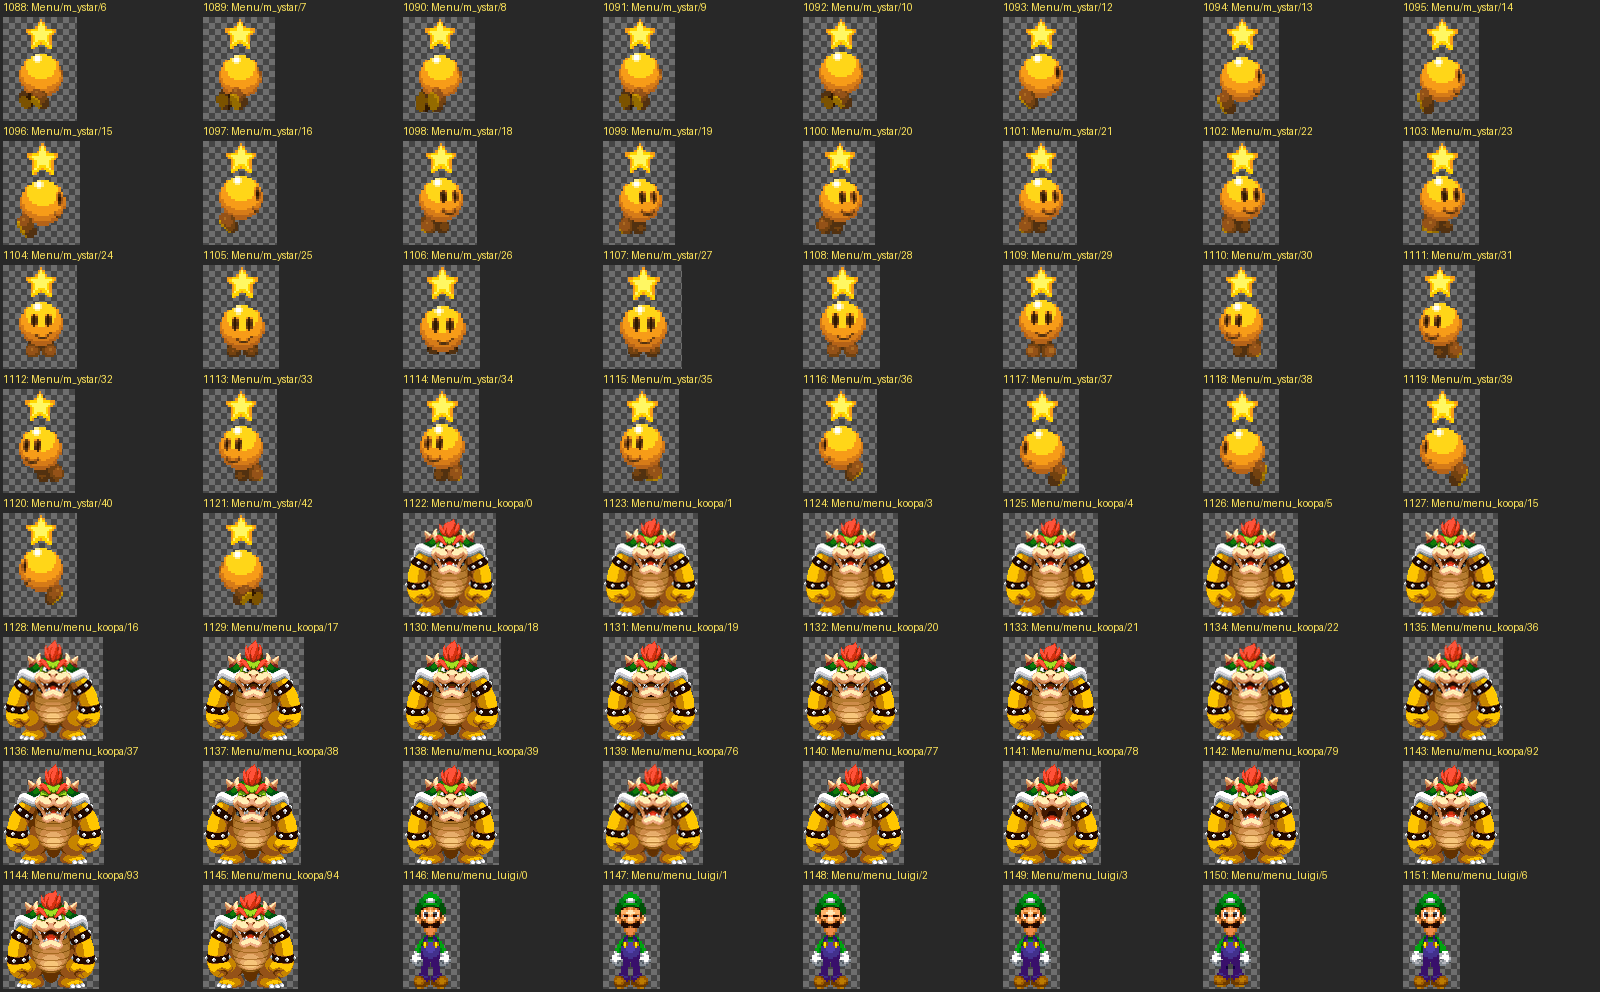 1088: Menu/m_ystar/6
1089: Menu/m_ystar/7
1090: Menu/m_ystar/8
1091: Menu/m_ystar/9
1092: Menu/m_ystar/10
1093: Menu/m_ystar/12
1094: Menu/m_ystar/13
1095: Menu/m_ystar/14
1096: Menu/m_ystar/15
1097: Menu/m_ystar/16
1098: Menu/m_ystar/18
1099: Menu/m_ystar/19
1100: Menu/m_ystar/20
1101: Menu/m_ystar/21
1102: Menu/m_ystar/22
1103: Menu/m_ystar/23
1104: Menu/m_ystar/24
1105: Menu/m_ystar/25
1106: Menu/m_ystar/26
1107: Menu/m_ystar/27
1108: Menu/m_ystar/28
1109: Menu/m_ystar/29
1110: Menu/m_ystar/30
1111: Menu/m_ystar/31
1112: Menu/m_ystar/32
1113: Menu/m_ystar/33
1114: Menu/m_ystar/34
1115: Menu/m_ystar/35
1116: Menu/m_ystar/36
1117: Menu/m_ystar/37
1118: Menu/m_ystar/38
1119: Menu/m_ystar/39
1120: Menu/m_ystar/40
1121: Menu/m_ystar/42
1122: Menu/menu_koopa/0
1123: Menu/menu_koopa/1
1124: Menu/menu_koopa/3
1125: Menu/menu_koopa/4
1126: Menu/menu_koopa/5
1127: Menu/menu_koopa/15
1128: Menu/menu_koopa/16
1129: Menu/menu_koopa/17
1130: Menu/menu_koopa/18
1131: Menu/menu_koopa/19
1132: Menu/menu_koopa/20
1133: Menu/menu_koopa/21
1134: Menu/menu_koopa/22
1135: Menu/menu_koopa/36
1136: Menu/menu_koopa/37
1137: Menu/menu_koopa/38
1138: Menu/menu_koopa/39
1139: Menu/menu_koopa/76
1140: Menu/menu_koopa/77
1141: Menu/menu_koopa/78
1142: Menu/menu_koopa/79
1143: Menu/menu_koopa/92
1144: Menu/menu_koopa/93
1145: Menu/menu_koopa/94
1146: Menu/menu_luigi/0
1147: Menu/menu_luigi/1
1148: Menu/menu_luigi/2
1149: Menu/menu_luigi/3
1150: Menu/menu_luigi/5
1151: Menu/menu_luigi/6